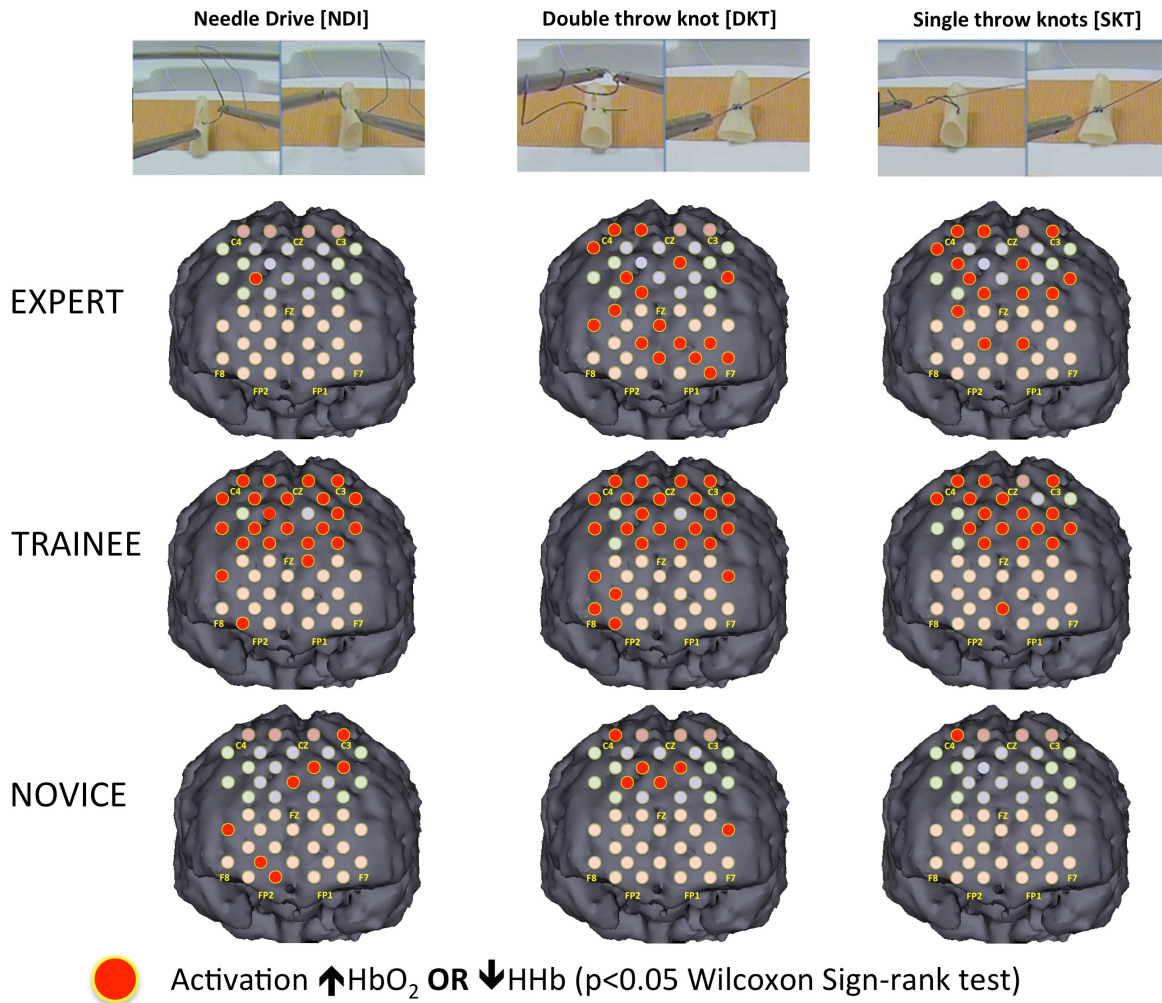 Needle Drive [NDI]
Double throw knot [DKT]
Single throw knots [SKT]
EXPERT
C4 CZ C3
FZ
F8 F7
FP2 FP1
C4 CZ C3
FZ
F8 F7
FP2 FP1
C4 CZ C3
FZ
F8 F7
FP2 FP1
TRAINEE
C4 CZ C3
FZ
F8 F7
FP2 FP1
C4 CZ C3
FZ
F8 F7
FP2 FP1
C4 CZ C3
FZ
F8 F7
FP2 FP1
NOVICE
C4 CZ C3
FZ
F8 F7
FP2 FP1
C4 CZ C3
FZ
F8 F7
FP2 FP1
C4 CZ C3
FZ
F8 F7
FP2 FP1
Activation ↑HbO₂ OR ↓HHb (p<0.05 Wilcoxon Sign-rank test)